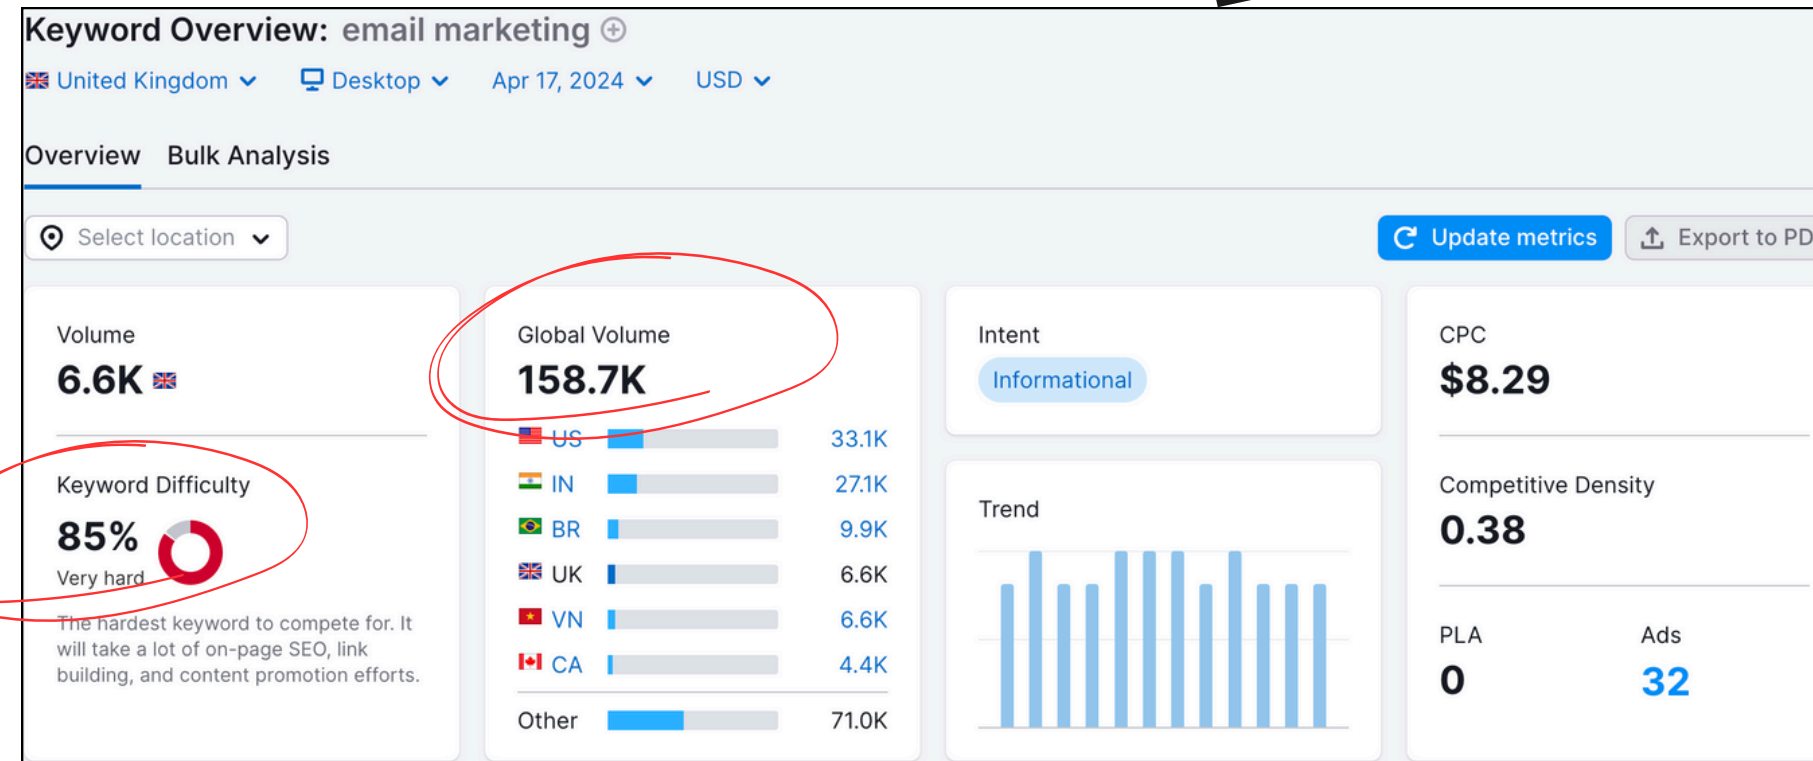 Keyword Overview: email marketing
United Kingdom Desktop Apr 17, 2024 USD
Overview Bulk Analysis
Select location
Update metrics
Export to PD
Volume
6.6K
Keyword Difficulty
85%
Very hard
The hardest keyword to compete for. It
will take a lot of on-page SEO, link
building, and content promotion efforts.
Global Volume
158.7K
US 33.1K
IN 27.1K
BR 9.9K
UK 6.6K
VN 6.6K
CA 4.4K
Other 71.0K
Intent
Informational
Trend
CPC
$8.29
Competitive Density
0.38
PLA Ads
0 32